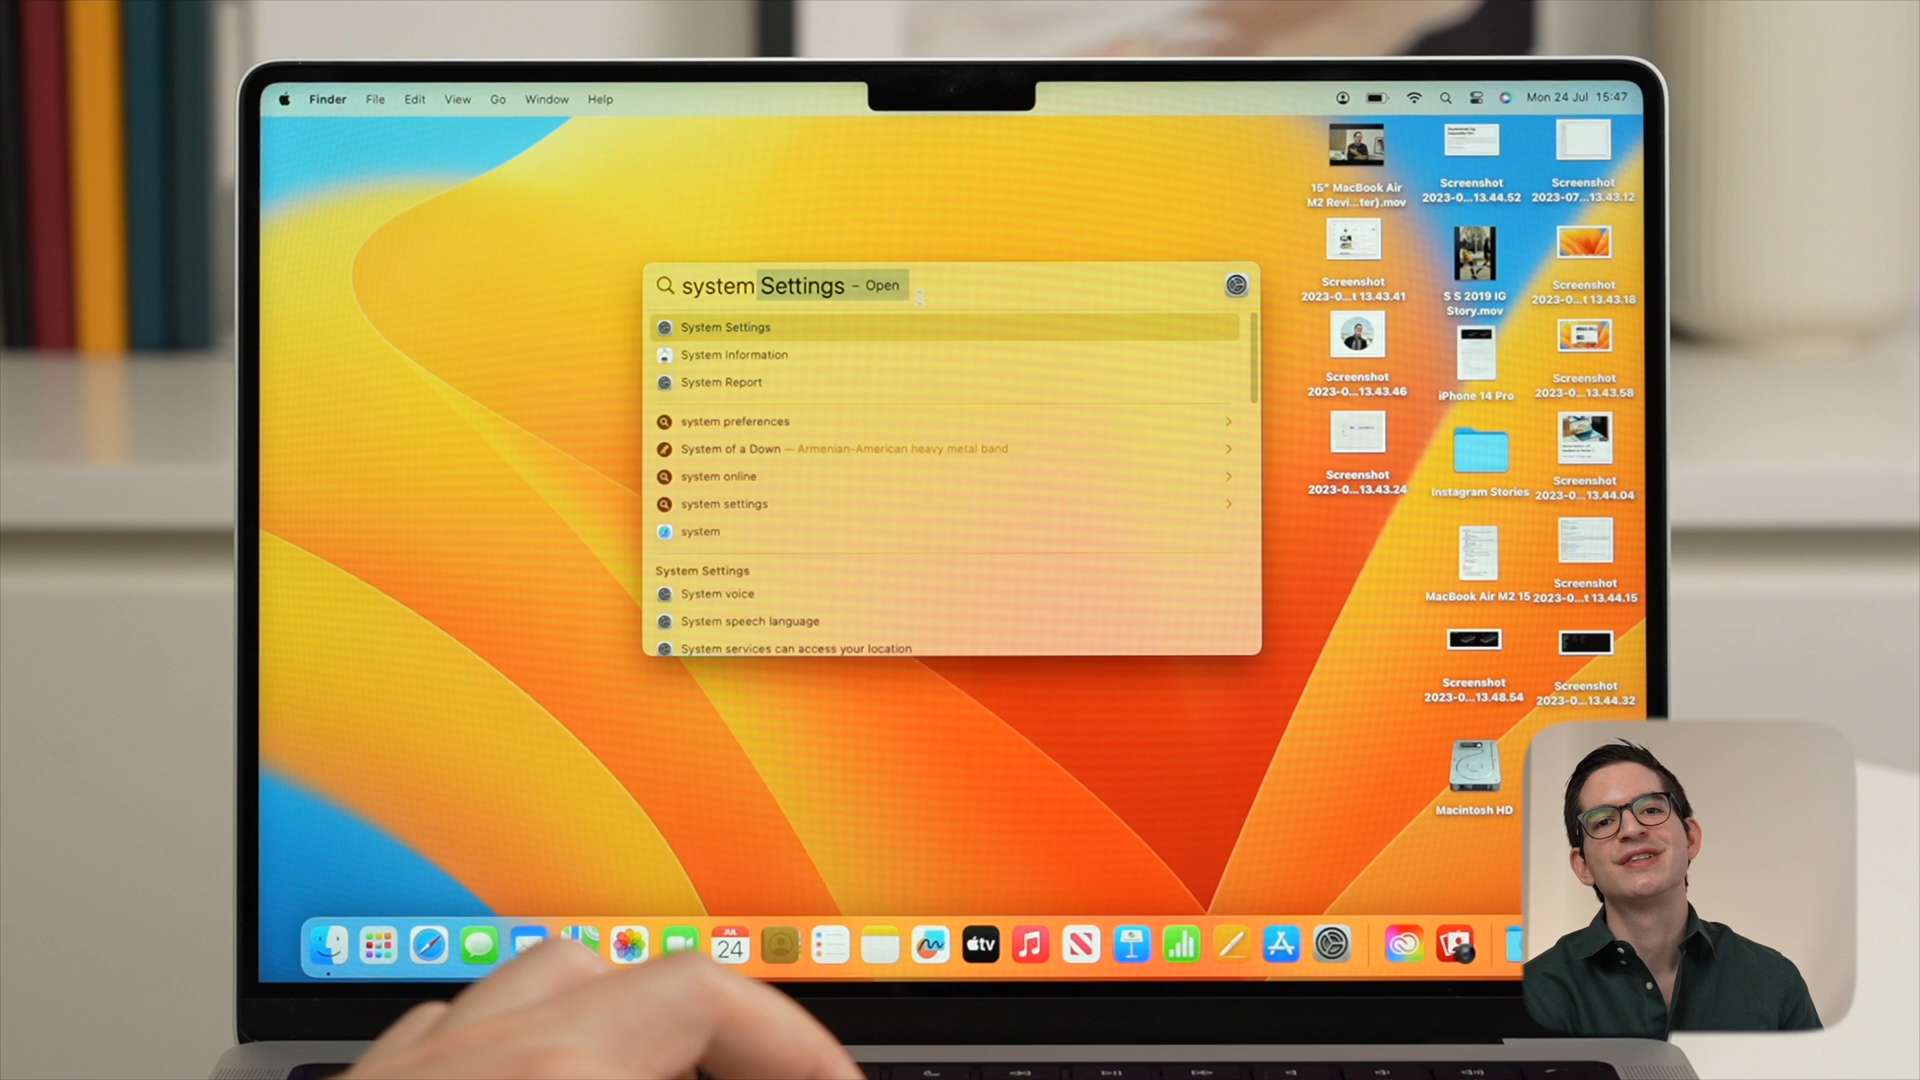 Finder File Edit View Go Window Help
Mon 24 Jul 15:47
system Settings – Open
System Settings
System Information
System Report
system preferences
System of a Down — Armenian-American heavy metal band
system online
system settings
system
System Settings
System voice
System speech language
System services can access your location
15" MacBook Air
M2 Revi...ter).mov
Screenshot
2023-0...t 13.43.41
Screenshot
2023-0...13.43.46
Screenshot
2023-0...13.43.24
Screenshot
2023-0...13.44.52
S S 2019 IG
Story.mov
iPhone 14 Pro
Instagram Stories
MacBook Air M2 15
Screenshot
2023-0...13.48.54
Macintosh HD
Screenshot
2023-07...13.43.12
Screenshot
2023-0...t 13.43.18
Screenshot
2023-0...13.43.58
Screenshot
2023-0...t 13.44.04
Screenshot
2023-0...t 13.44.15
Screenshot
2023-0...13.44.32
JUL
24
tv